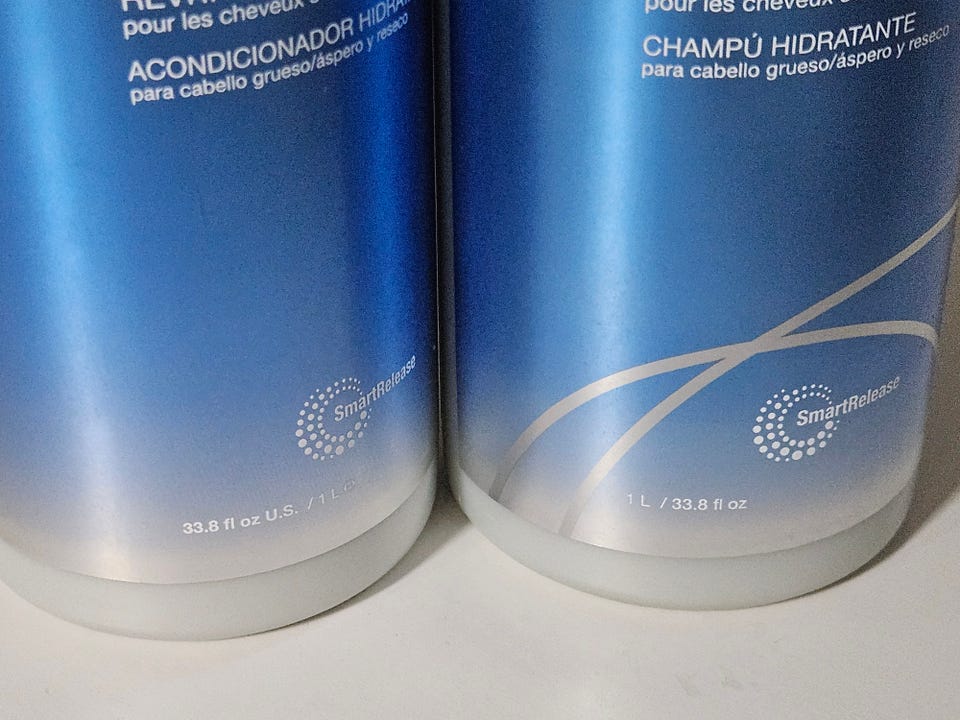 pour les cheveux
ACONDICIONADOR
para cabello grueso/áspero y reseco
SmartRelease
33.8 fl oz U.S. / 1 L
pour les cheveux
CHAMPÚ HIDRATANTE
para cabello grueso/áspero y reseco
SmartRelease
1 L / 33.8 fl oz